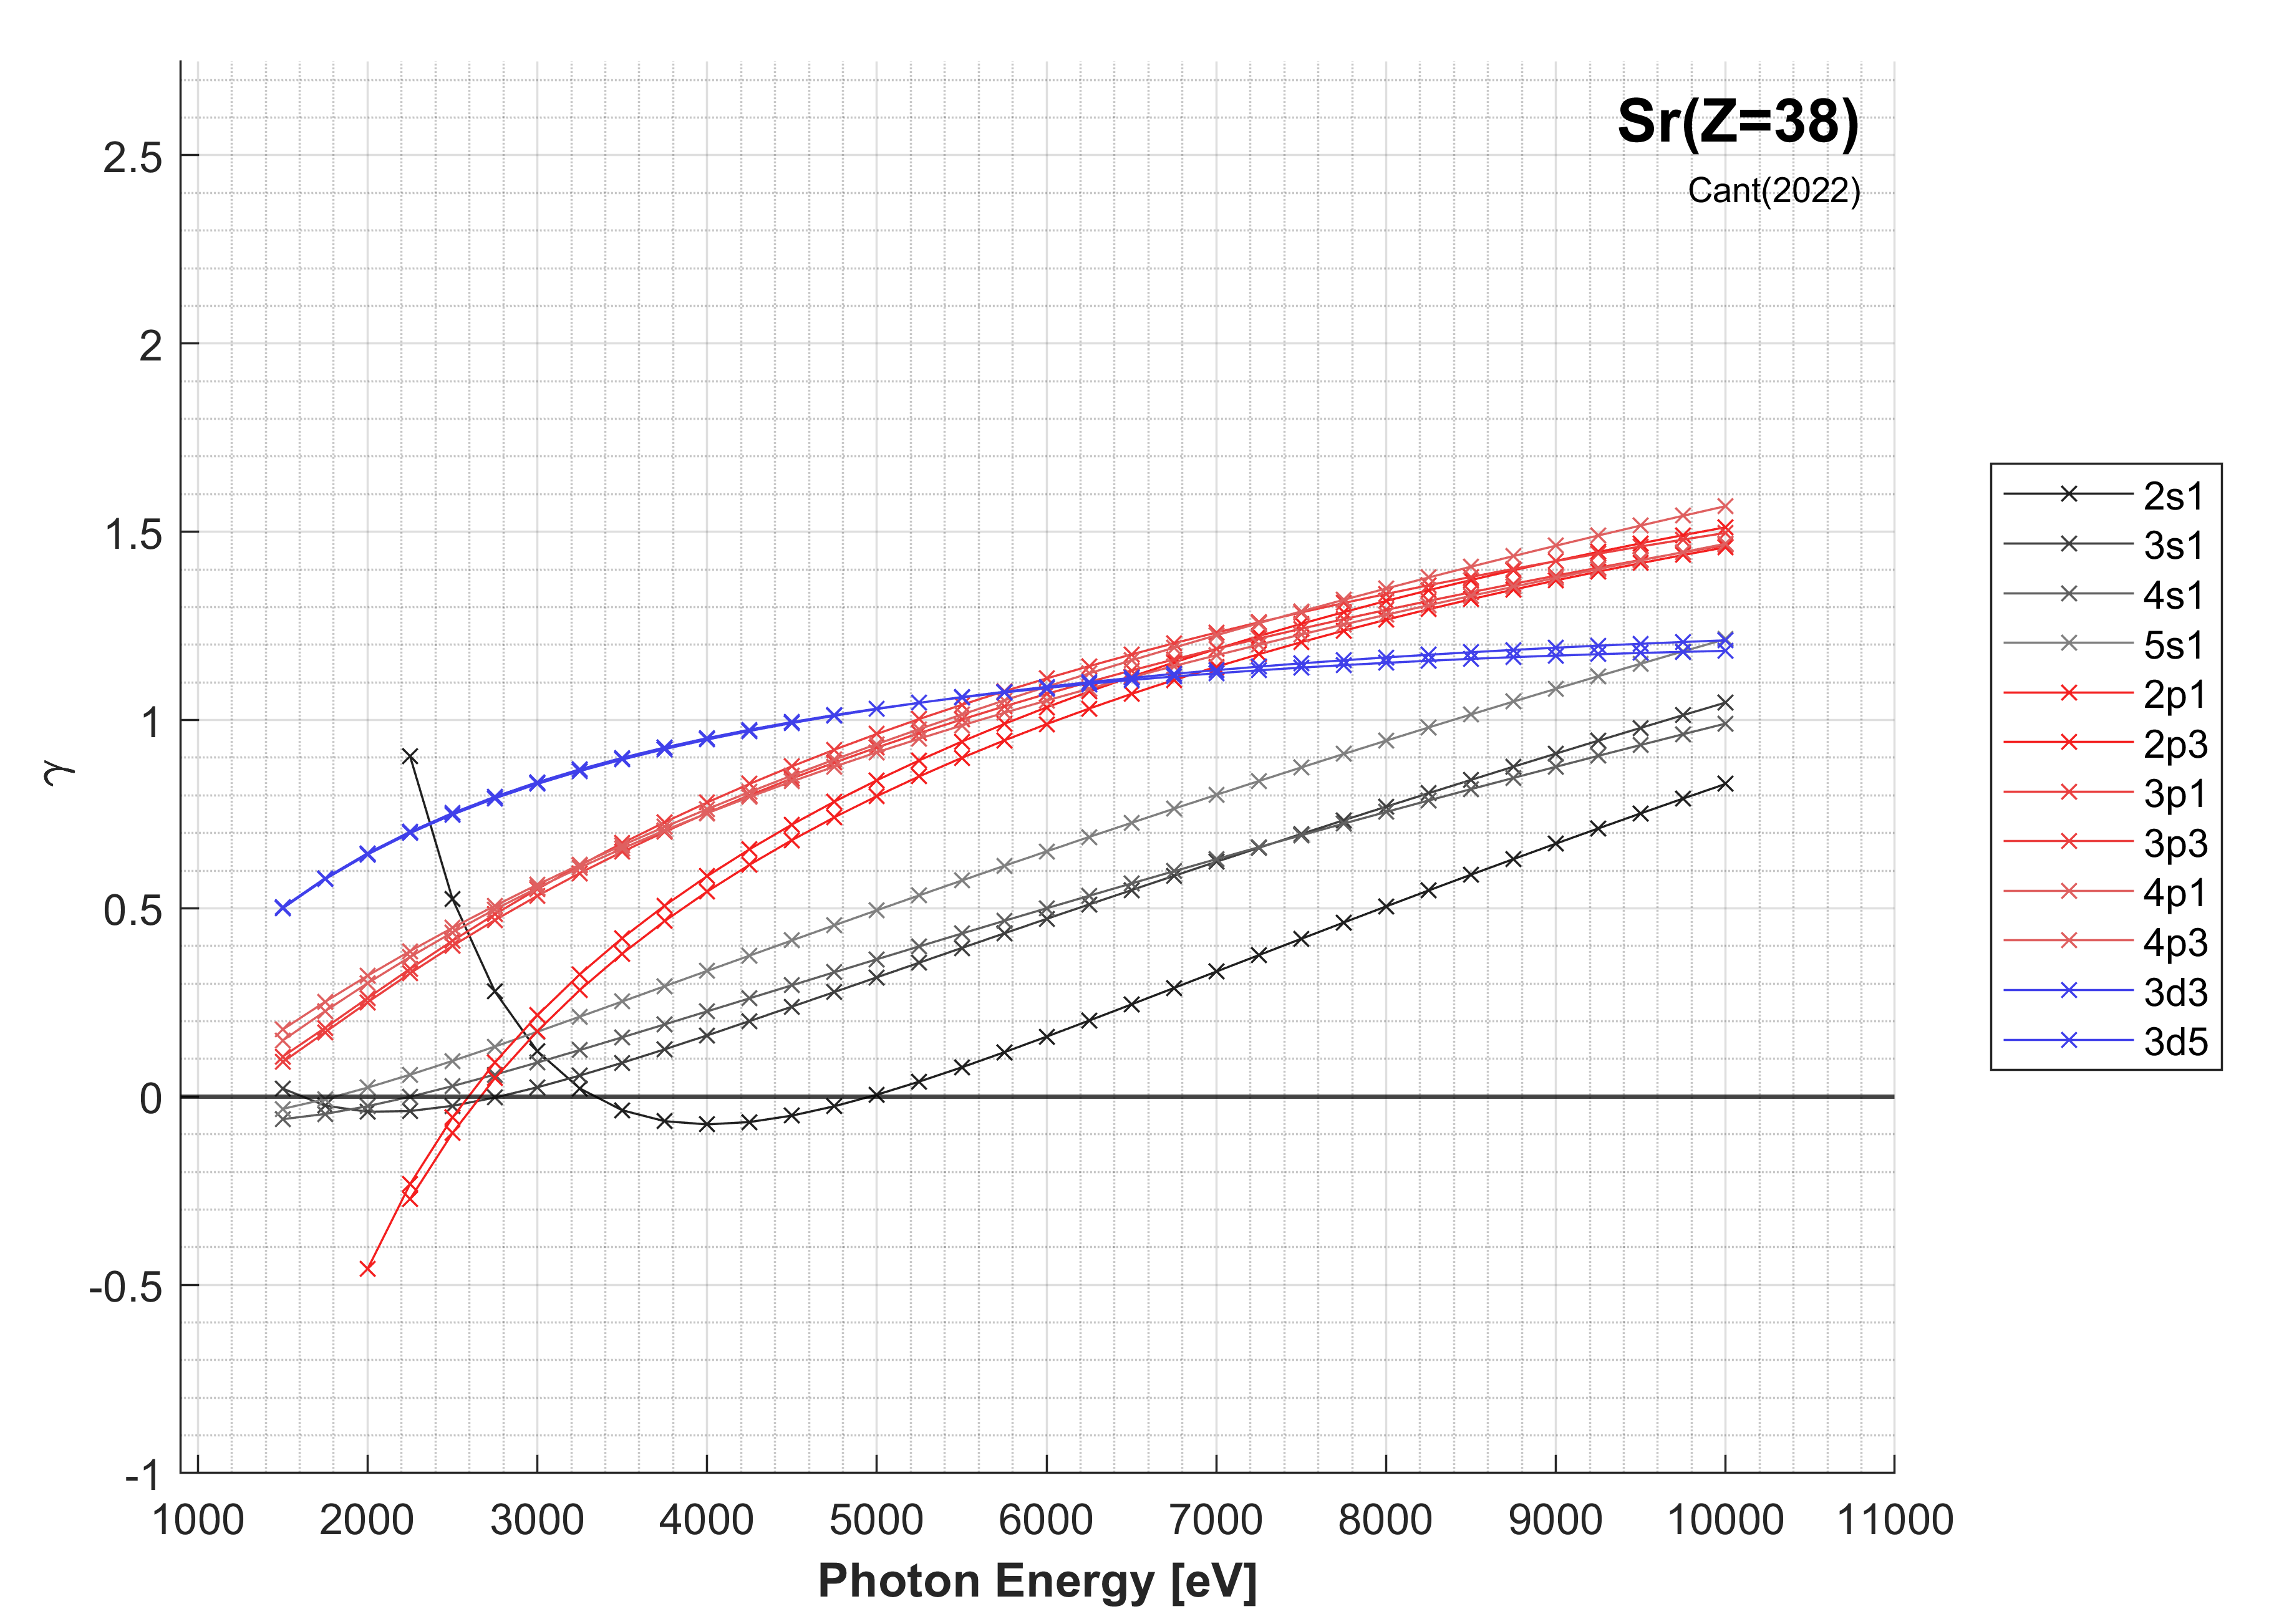 Sr(Z=38)
Cant(2022)
2.5
2
1.5
1
0.5
0
-0.5
-1
γ
1000 2000 3000 4000 5000 6000 7000 8000 9000 10000 11000
Photon Energy [eV]
2s1
3s1
4s1
5s1
2p1
2p3
3p1
3p3
4p1
4p3
3d3
3d5